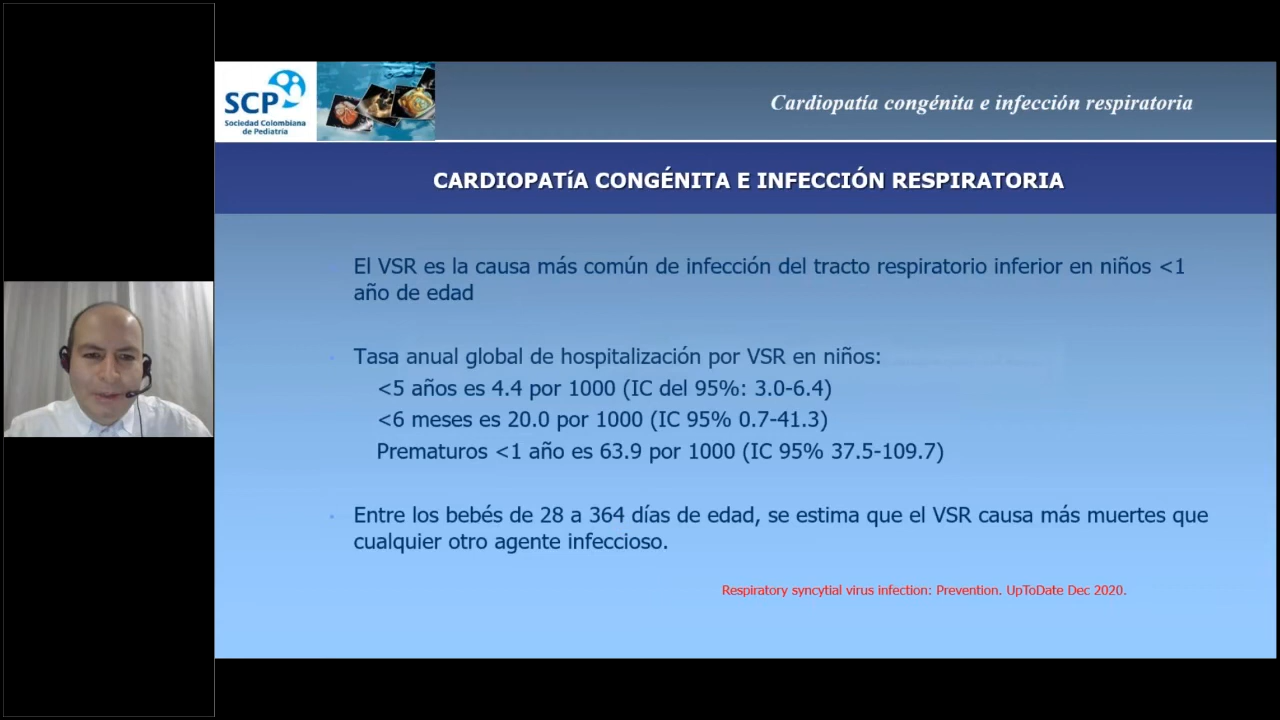 SCP
Sociedad Colombiana
de Pediatría
Cardiopatía congénita e infección respiratoria
CARDIOPATíA CONGÉNITA E INFECCIÓN RESPIRATORIA
El VSR es la causa más común de infección del tracto respiratorio inferior en niños <1
año de edad
Tasa anual global de hospitalización por VSR en niños:
<5 años es 4.4 por 1000 (IC del 95%: 3.0-6.4)
<6 meses es 20.0 por 1000 (IC 95% 0.7-41.3)
Prematuros <1 año es 63.9 por 1000 (IC 95% 37.5-109.7)
Entre los bebés de 28 a 364 días de edad, se estima que el VSR causa más muertes que
cualquier otro agente infeccioso.
Respiratory syncytial virus infection: Prevention. UpToDate Dec 2020.